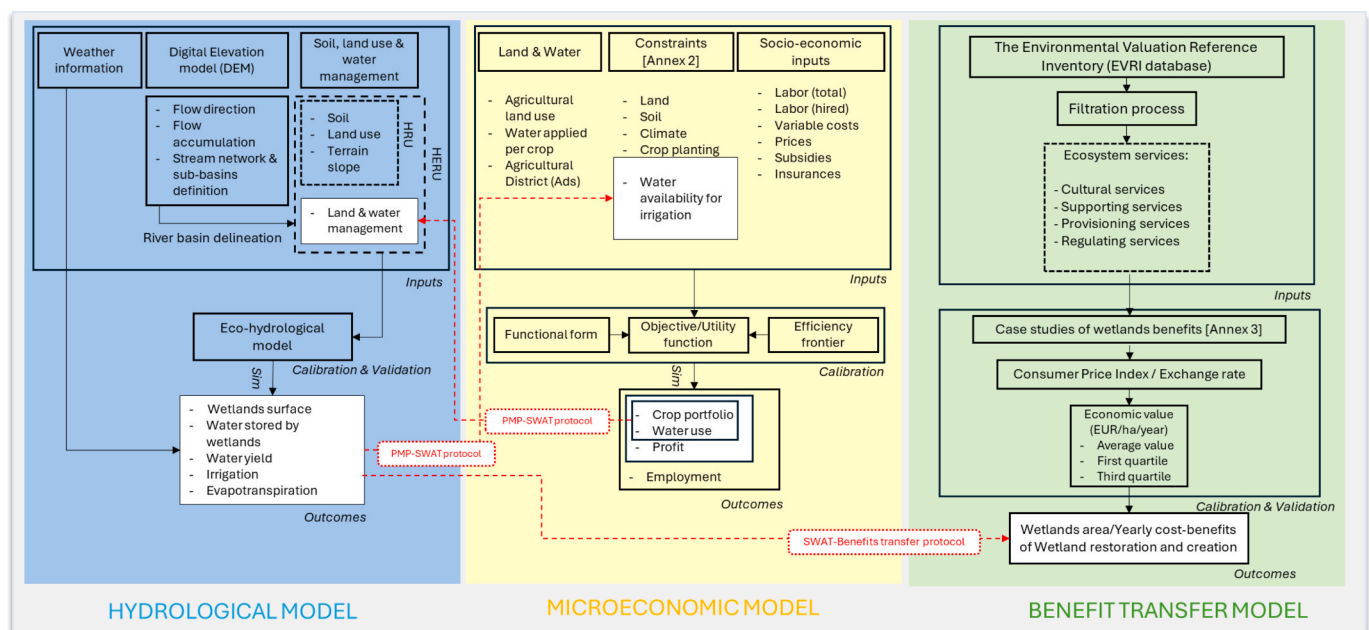 Weather
information
Digital Elevation
model (DEM)
Soil, land use &
water
management
- Flow direction
- Flow
accumulation
- Stream network &
sub-basins
definition
- Soil
- Land use
- Terrain
slope
HRU
HERU
- Land & water
management
River basin delineation
Inputs
Eco-hydrological
model
Calibration & Validation
Sim
- Wetlands surface
- Water stored by
wetlands
- Water yield
- Irrigation
- Evapotranspiration
Outcomes
HYDROLOGICAL MODEL
Land & Water
Constraints
[Annex 2]
Socio-economic
inputs
- Agricultural
land use
- Water applied
per crop
- Agricultural
District (Ads)
- Land
- Soil
- Climate
- Crop planting
- Water
availability for
irrigation
- Labor (total)
- Labor (hired)
- Variable costs
- Prices
- Subsidies
- Insurances
Inputs
Functional form
Objective/Utility
function
Efficiency
frontier
Calibration
Sim
- Crop portfolio
- Water use
- Profit
- Employment
Outcomes
PMP-SWAT protocol
PMP-SWAT protocol
SWAT-Benefits transfer protocol
MICROECONOMIC MODEL
The Environmental Valuation Reference
Inventory (EVRI database)
Filtration process
Ecosystem services:
- Cultural services
- Supporting services
- Provisioning services
- Regulating services
Inputs
Case studies of wetlands benefits [Annex 3]
Consumer Price Index / Exchange rate
Economic value
(EUR/ha/year)
- Average value
- First quartile
- Third quartile
Calibration & Validation
Wetlands area/Yearly cost-benefits
of Wetland restoration and creation
Outcomes
BENEFIT TRANSFER MODEL